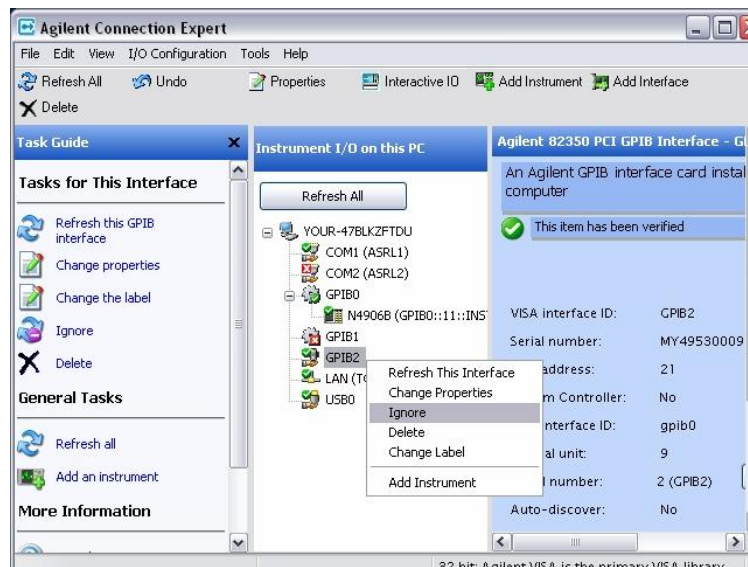 Agilent Connection Expert
File Edit View I/O Configuration Tools Help
Refresh All Undo Properties Interactive IO Add Instrument Add Interface
Delete
Task Guide
Tasks for This Interface
Refresh this GPIB
interface
Change properties
Change the label
Ignore
Delete
General Tasks
Refresh all
Add an instrument
More Information
Instrument I/O on this PC
Refresh All
YOUR-47BLKZFTDU
COM1 (ASRL1)
COM2 (ASRL2)
GPIB0
N4906B (GPIB0::11::INS
GPIB1
GPIB2
LAN (TC
USB0
Refresh This Interface
Change Properties
Ignore
Delete
Change Label
Add Instrument
Agilent 82350 PCI GPIB Interface - G
An Agilent GPIB interface card instal
computer
This item has been verified
VISA interface ID: GPIB2
Serial number: MY49530009
address: 21
m Controller: No
nterface ID: gpib0
al unit: 9
l number: 2 (GPIB2)
Auto-discover: No
32 bit: Agilent VISA is the primary VISA library